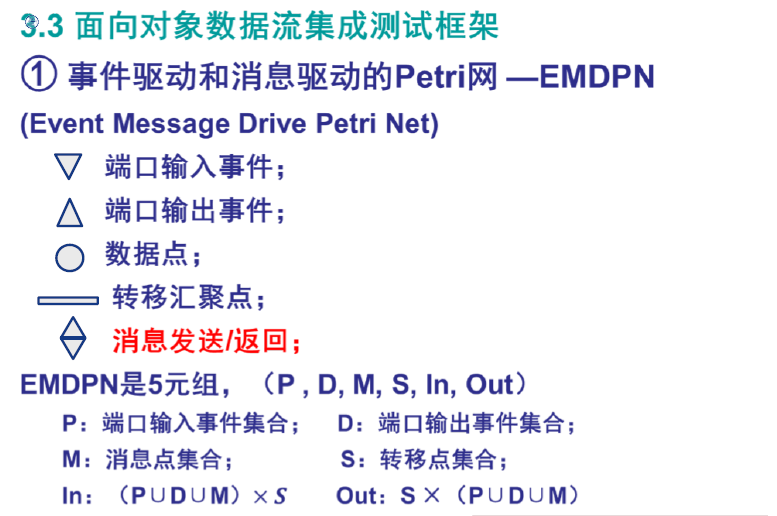 3.3 面向对象数据流集成测试框架
① 事件驱动和消息驱动的Petri网 —EMDPN
(Event Message Drive Petri Net)
端口输入事件；
端口输出事件；
数据点；
转移汇聚点；
消息发送/返回；
EMDPN是5元组，（P , D, M, S, In, Out）
P：端口输入事件集合； D：端口输出事件集合；
M：消息点集合； S：转移点集合；
In：（P∪D∪M）×S Out：S×（P∪D∪M）